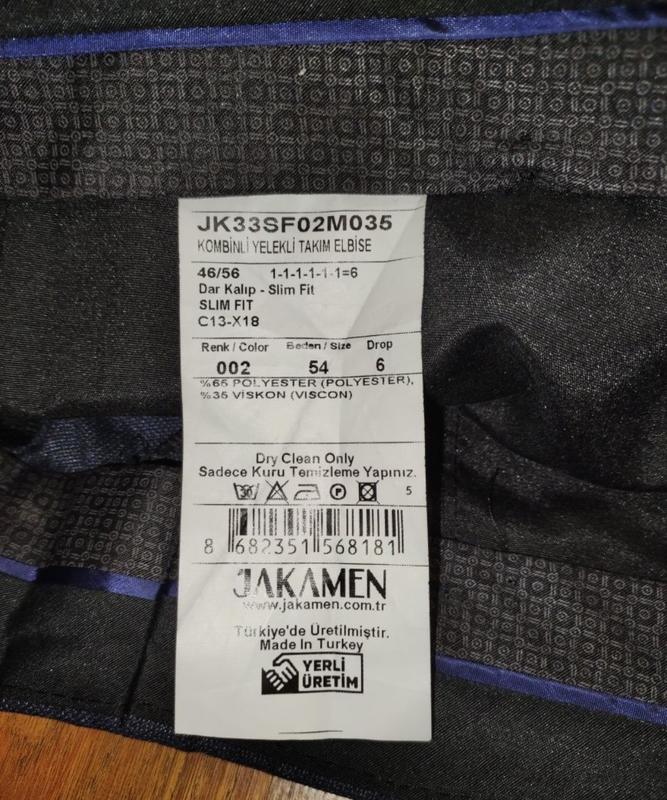 JK33SF02M035
KOMBİNLİ YELEKLİ TAKIM ELBİSE
46/56 1-1-1-1-1-1=6
Dar Kalıp - Slim Fit
SLIM FIT
C13-X18
Renk / Color Beden / Size Drop
002 54 6
%65 POLYESTER (POLYESTER),
%35 VİSKON (VISCON)
Dry Clean Only
Sadece Kuru Temizleme Yapınız.
30 P 5
8 682351 568181
JAKAMEN
www.jakamen.com.tr
Türkiye'de Üretilmiştir.
Made In Turkey
YERLİ
ÜRETİM